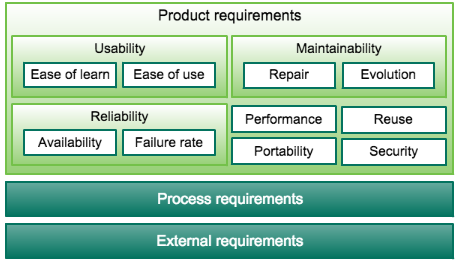 Product requirements
Usability
Ease of learn
Ease of use
Maintainability
Repair
Evolution
Reliability
Availability
Failure rate
Performance
Reuse
Portability
Security
Process requirements
External requirements